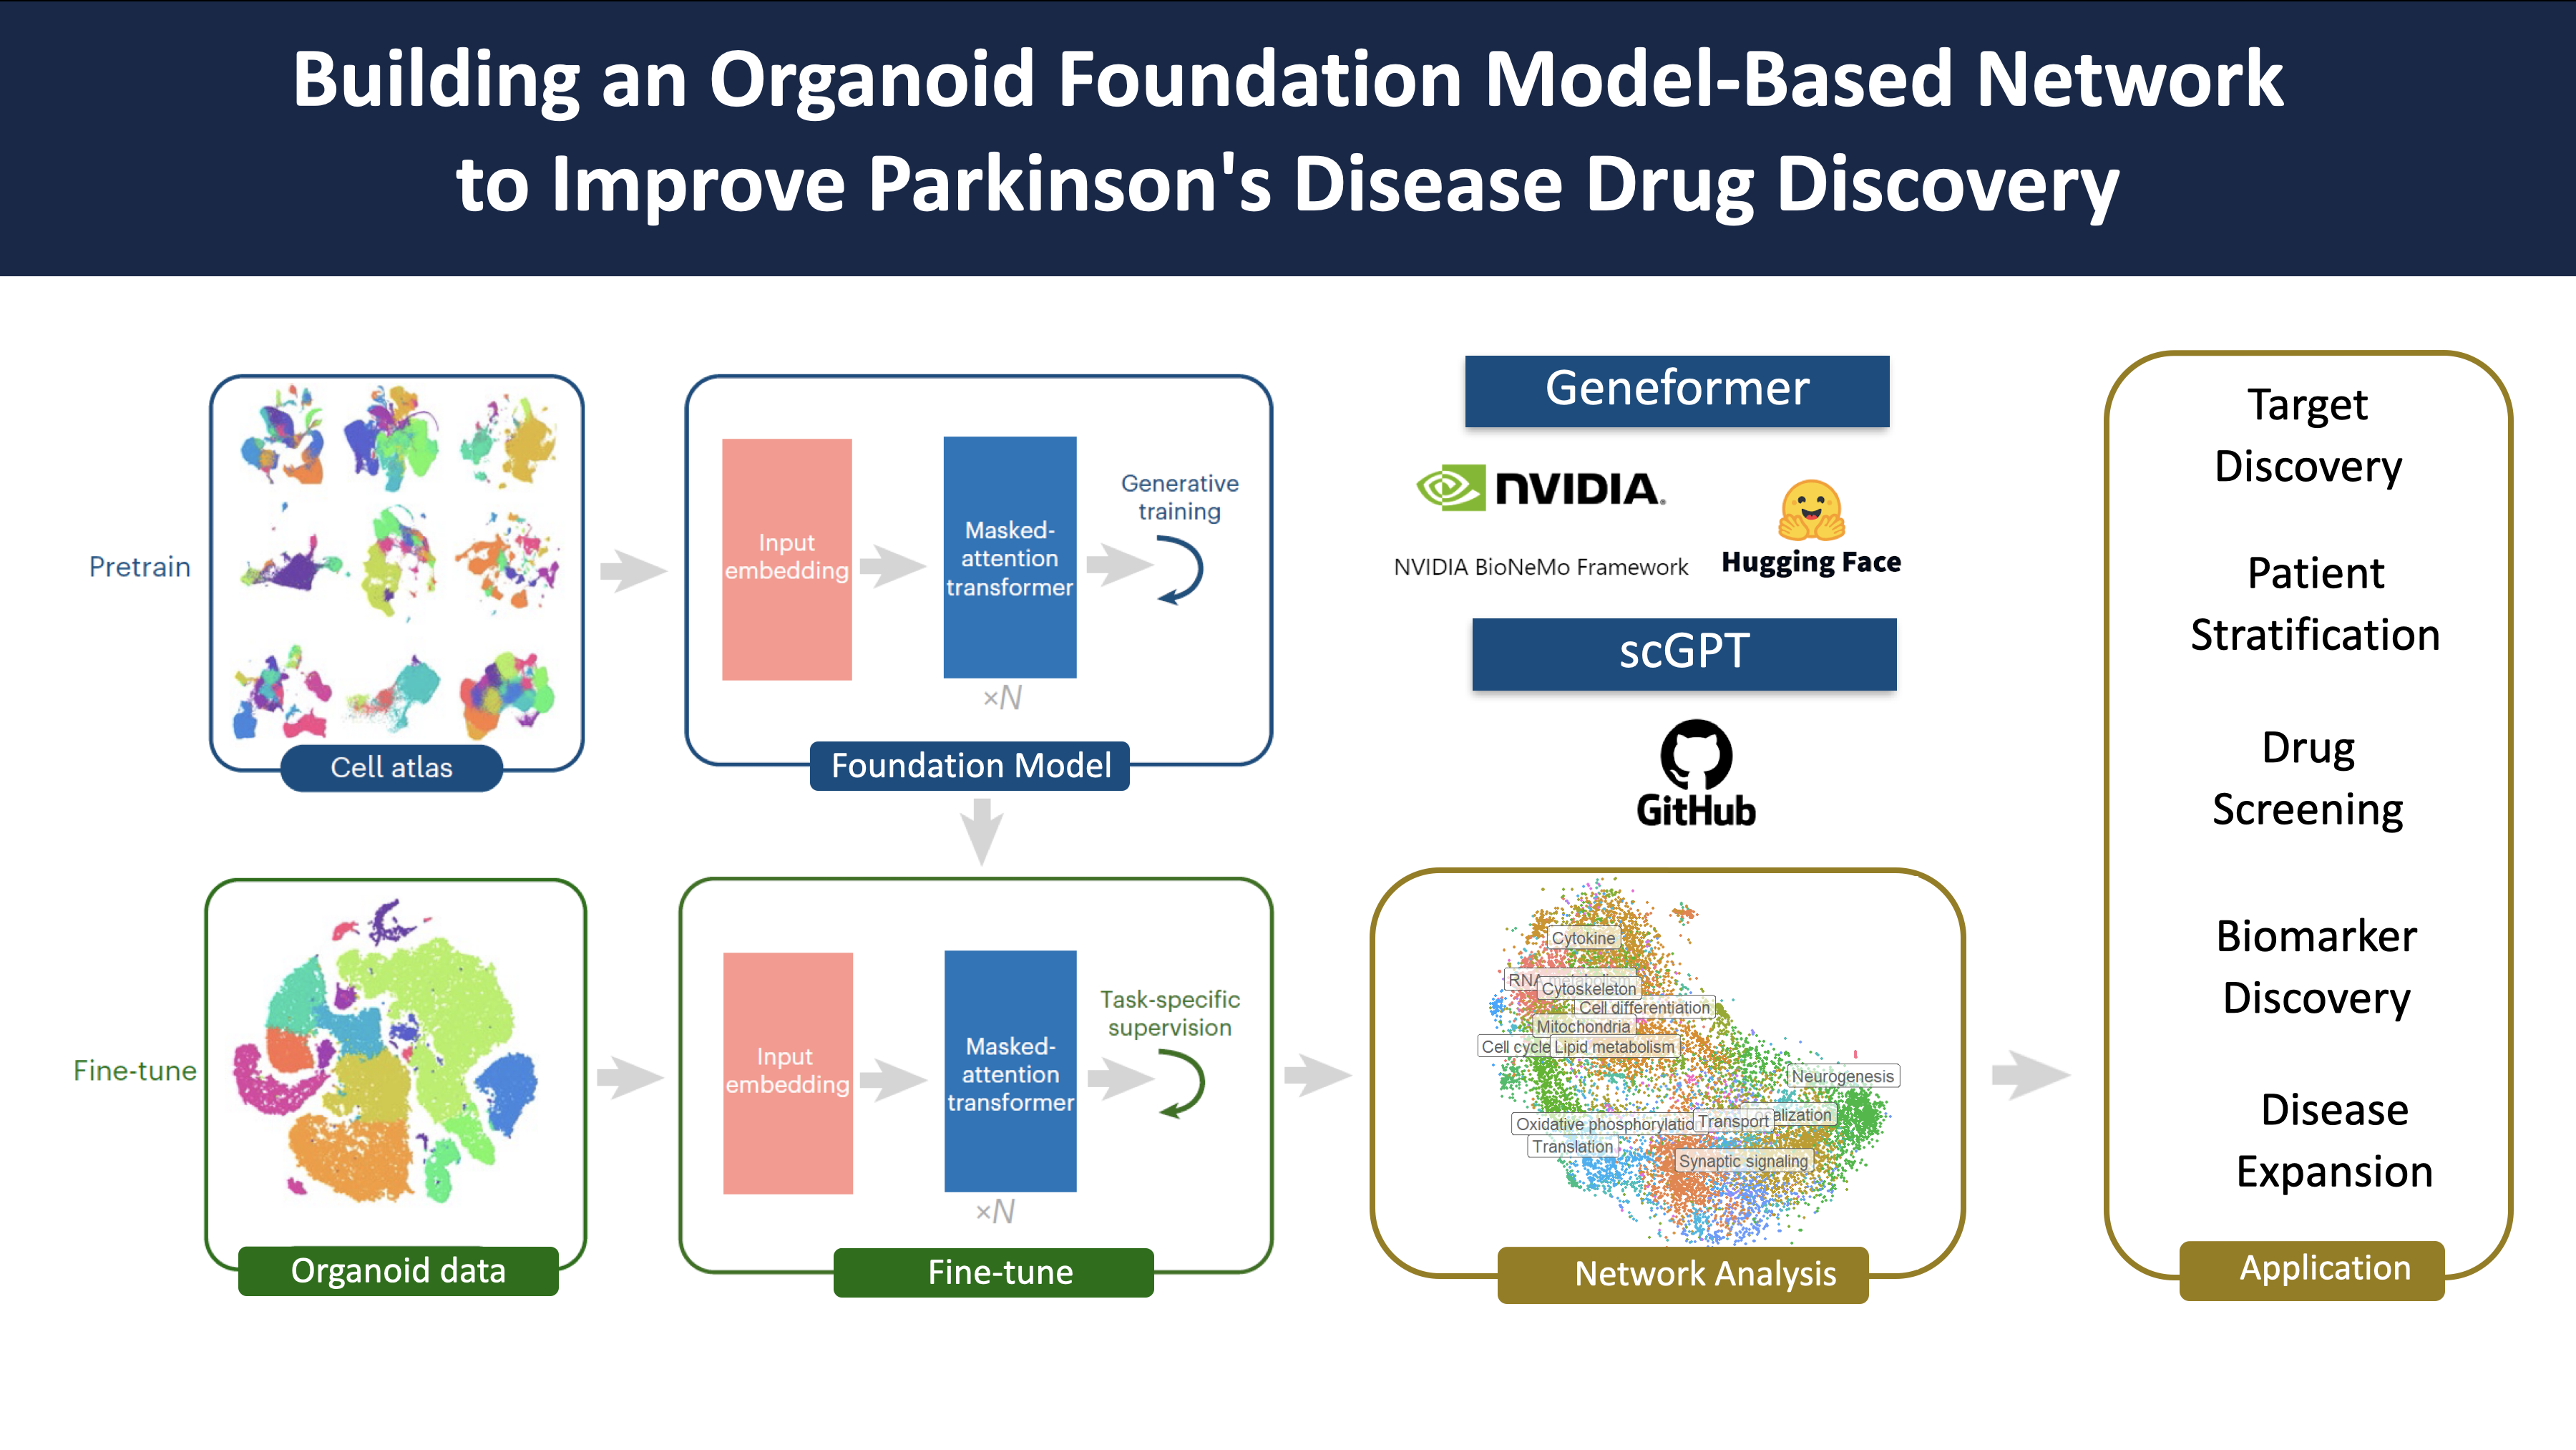 Building an Organoid Foundation Model-Based Network
to Improve Parkinson's Disease Drug Discovery
Pretrain
Cell atlas
Input
embedding
Masked-
attention
transformer
×N
Generative
training
Foundation Model
Geneformer
NVIDIA.
NVIDIA BioNeMo Framework
Hugging Face
scGPT
GitHub
Fine-tune
Organoid data
Input
embedding
Masked-
attention
transformer
×N
Task-specific
supervision
Fine-tune
Cytokine
RNA metabolism
Cytoskeleton
Cell differentiation
Mitochondria
Cell cycle
Lipid metabolism
Neurogenesis
Oxidative phosphorylatio
Transport
alization
Translation
Synaptic signaling
Network Analysis
Target
Discovery
Patient
Stratification
Drug
Screening
Biomarker
Discovery
Disease
Expansion
Application